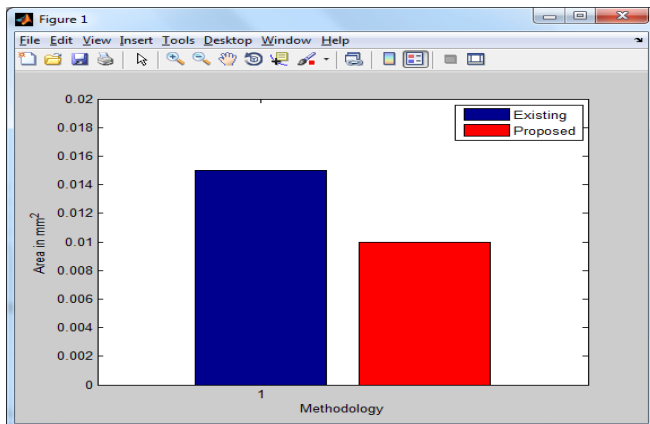 Figure 1
File Edit View Insert Tools Desktop Window Help
0.02
0.018
0.016
0.014
0.012
0.01
0.008
0.006
0.004
0.002
0
Area in mm²
Existing
Proposed
1
Methodology